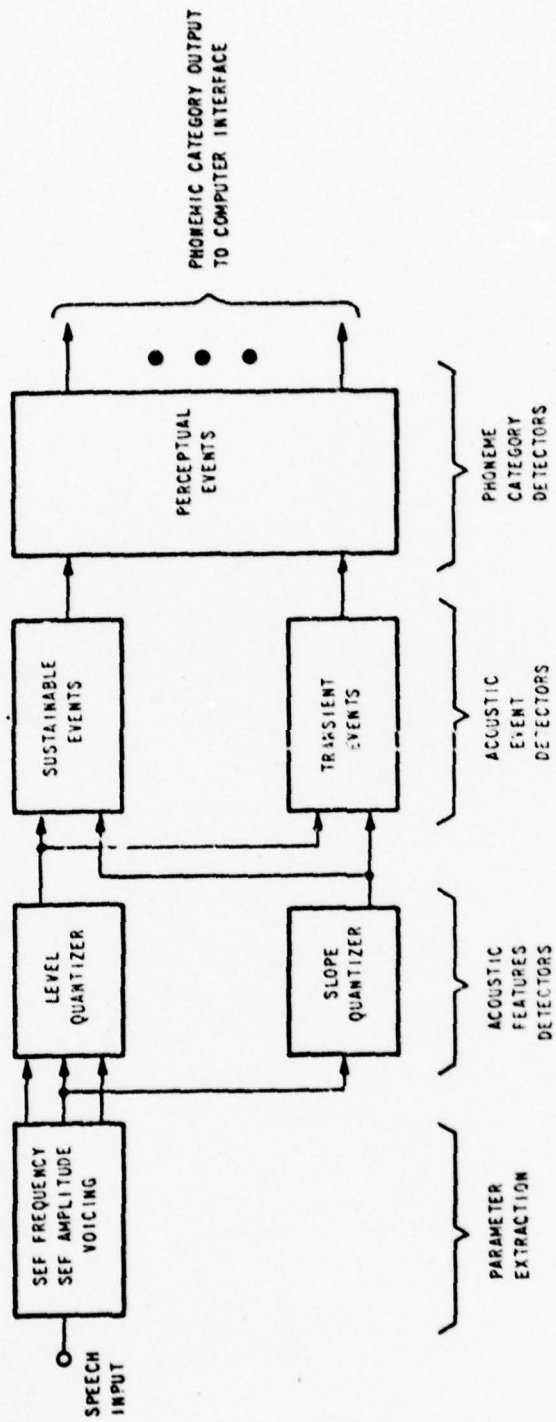 SPEECH
INPUT
SEF FREQUENCY
SEF AMPLITUDE
VOICING
LEVEL
QUANTIZER
SLOPE
QUANTIZER
SUSTAINABLE
EVENTS
TRANSIENT
EVENTS
PERCEPTUAL
EVENTS
PHONEMIC CATEGORY OUTPUT
TO COMPUTER INTERFACE
PARAMETER
EXTRACTION
ACOUSTIC
FEATURES
DETECTORS
ACOUSTIC
EVENT
DETECTORS
PHONEME
CATEGORY
DETECTORS